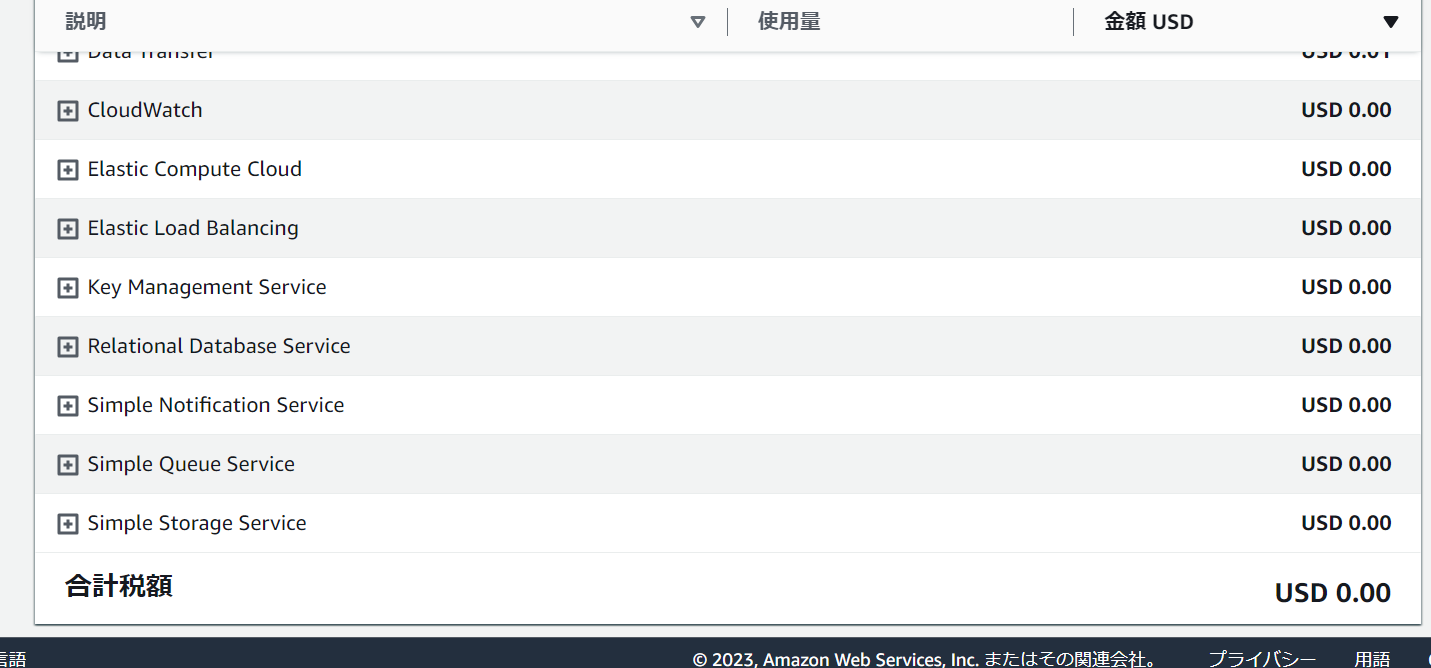 説明 使用量 金額 USD
Data Transfer USD 0.01
CloudWatch USD 0.00
Elastic Compute Cloud USD 0.00
Elastic Load Balancing USD 0.00
Key Management Service USD 0.00
Relational Database Service USD 0.00
Simple Notification Service USD 0.00
Simple Queue Service USD 0.00
Simple Storage Service USD 0.00
合計税額 USD 0.00
言語 © 2023, Amazon Web Services, Inc. またはその関連会社。 プライバシー 用語